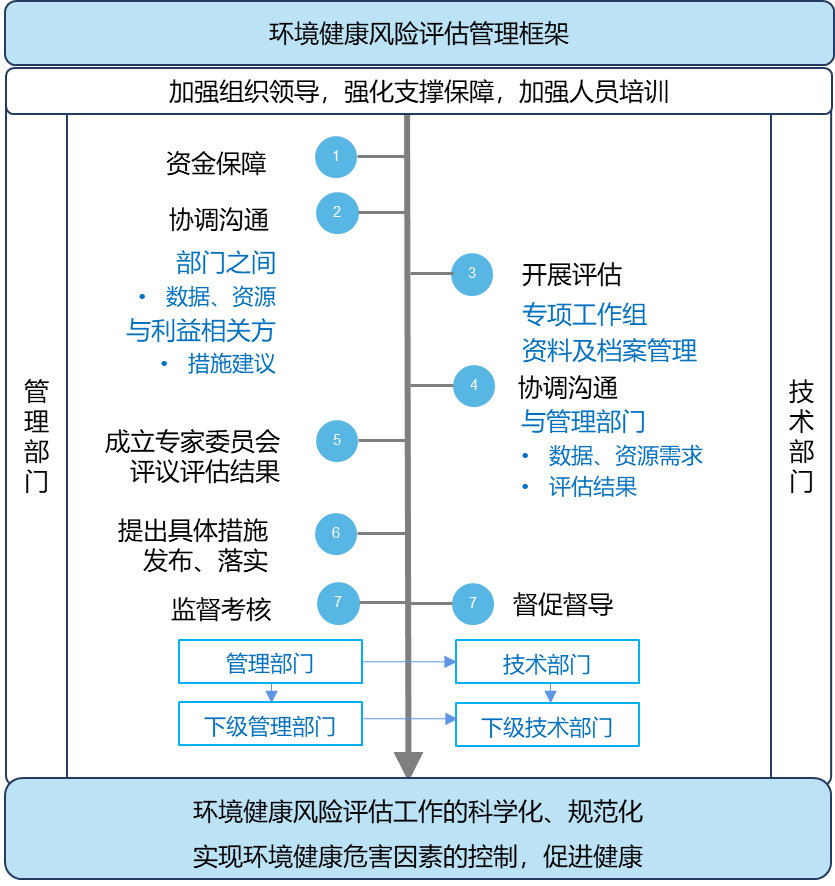 环境健康风险评估管理框架
加强组织领导，强化支撑保障，加强人员培训
管
理
部
门
资金保障
1
协调沟通
2
部门之间
• 数据、资源
与利益相关方
• 措施建议
3
开展评估
专项工作组
资料及档案管理
4
协调沟通
与管理部门
• 数据、资源需求
• 评估结果
成立专家委员会
评议评估结果
5
提出具体措施
发布、落实
6
监督考核
7
7
督促督导
管理部门
技术部门
下级管理部门
下级技术部门
技
术
部
门
环境健康风险评估工作的科学化、规范化
实现环境健康危害因素的控制，促进健康